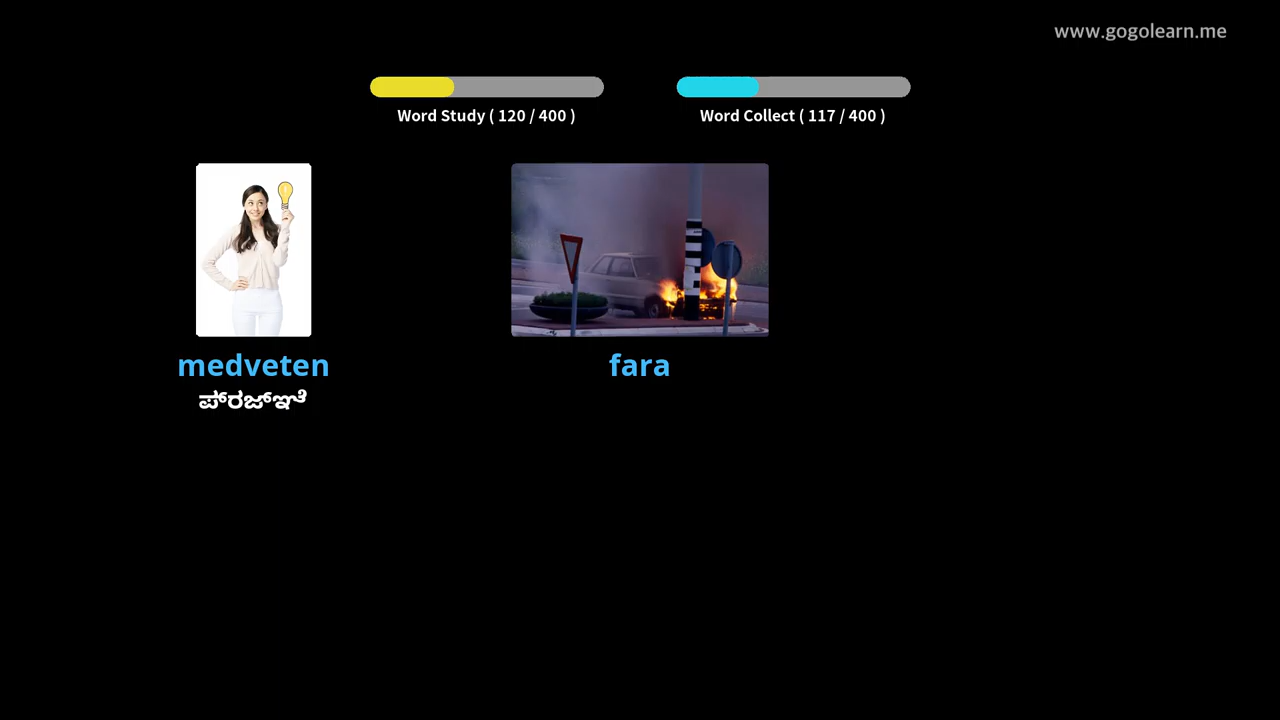 www.gogolearn.me
Word Study ( 120 / 400 )
Word Collect ( 117 / 400 )
medveten
fara
ಪ್ರಜ್ಞೆ